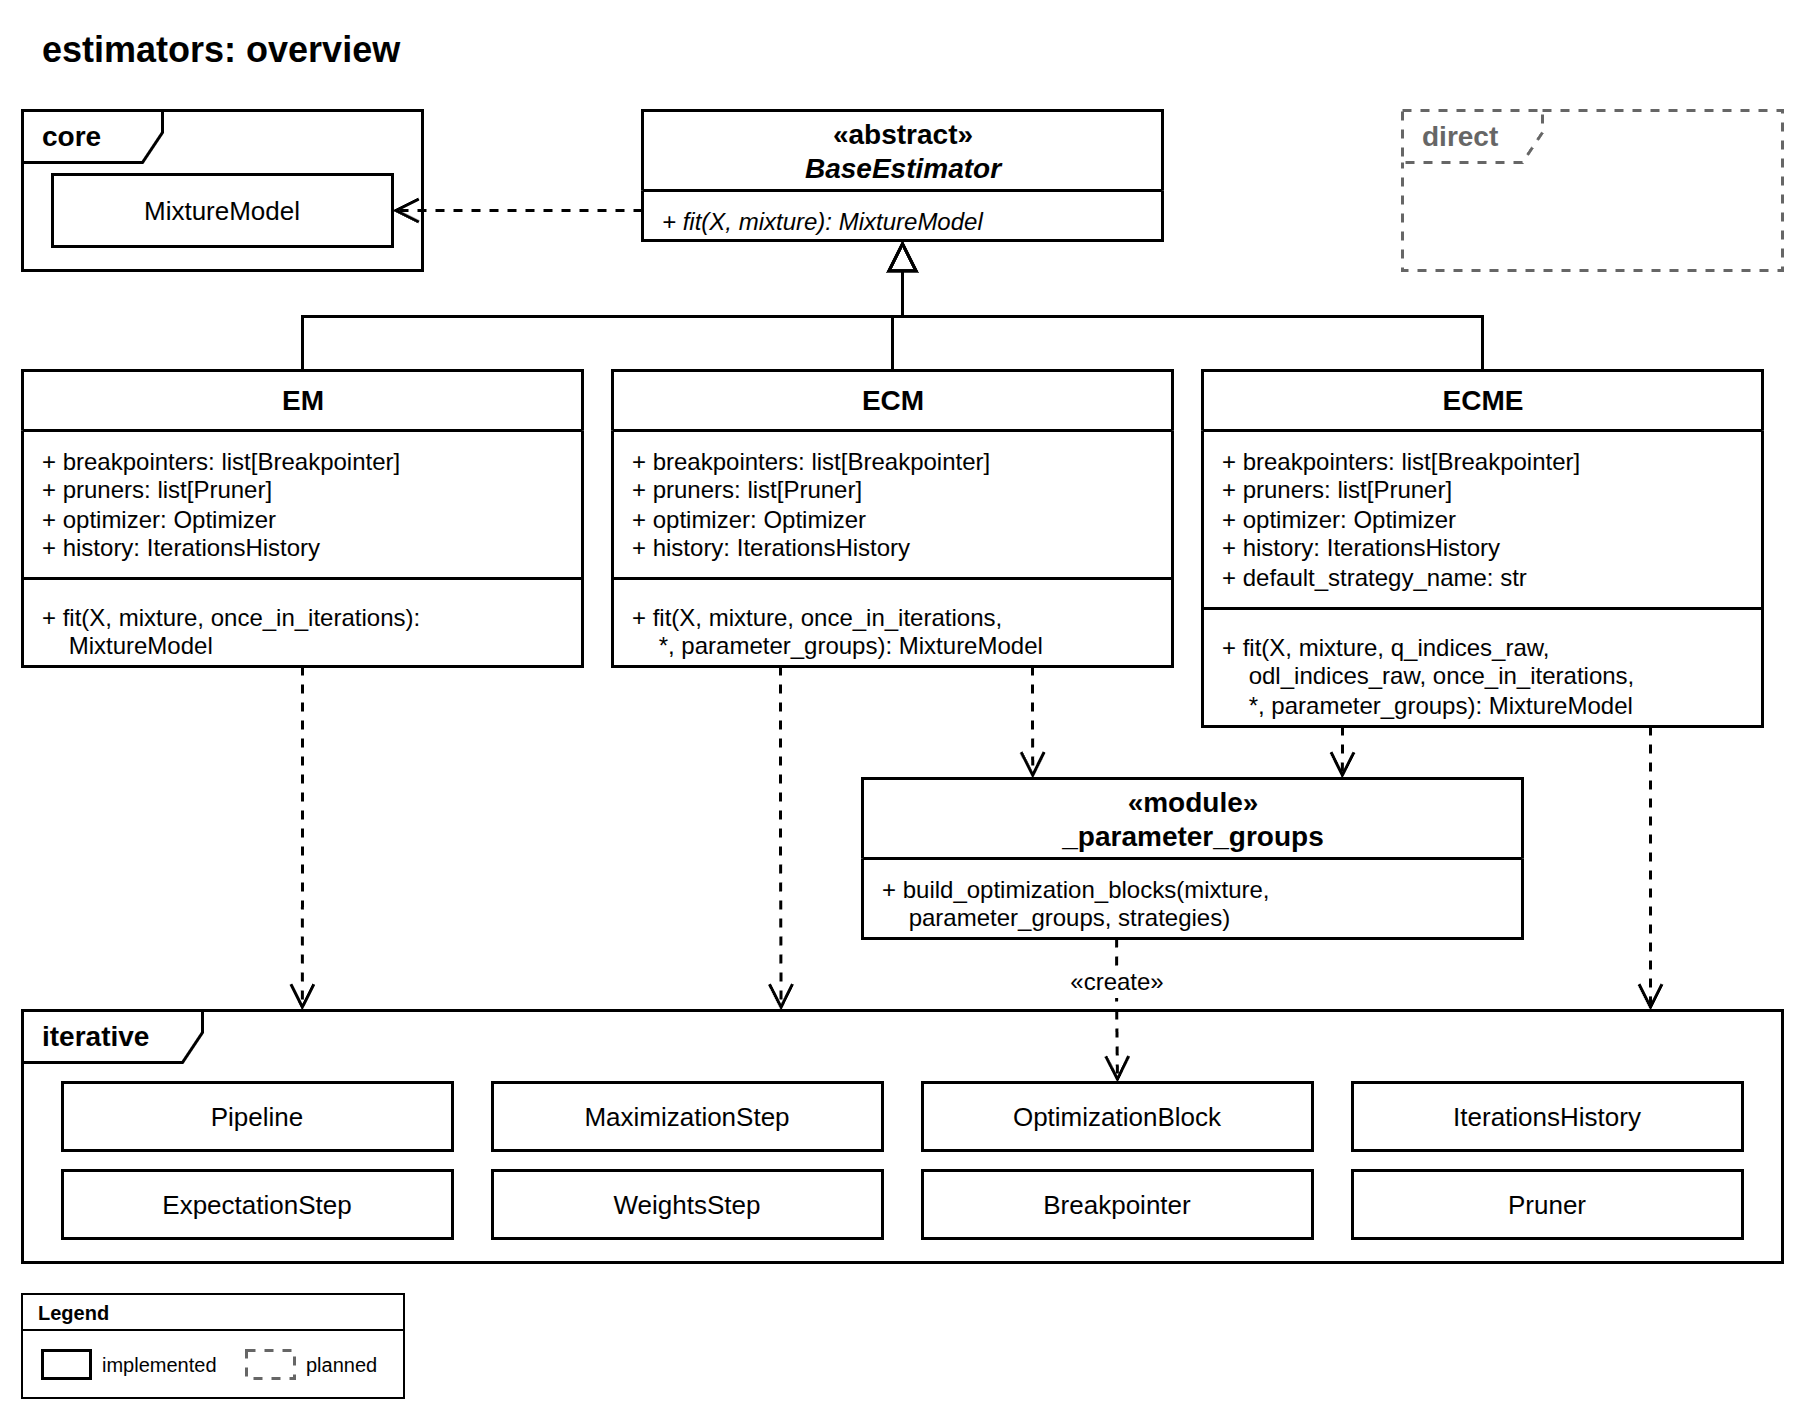 estimators: overview
core
MixtureModel
«abstract»
BaseEstimator
+ fit(X, mixture): MixtureModel
direct
EM
+ breakpointers: list[Breakpointer]
+ pruners: list[Pruner]
+ optimizer: Optimizer
+ history: IterationsHistory
+ fit(X, mixture, once_in_iterations):
MixtureModel
ECM
+ breakpointers: list[Breakpointer]
+ pruners: list[Pruner]
+ optimizer: Optimizer
+ history: IterationsHistory
+ fit(X, mixture, once_in_iterations,
*, parameter_groups): MixtureModel
ECME
+ breakpointers: list[Breakpointer]
+ pruners: list[Pruner]
+ optimizer: Optimizer
+ history: IterationsHistory
+ default_strategy_name: str
+ fit(X, mixture, q_indices_raw,
odl_indices_raw, once_in_iterations,
*, parameter_groups): MixtureModel
«module»
_parameter_groups
+ build_optimization_blocks(mixture,
parameter_groups, strategies)
«create»
iterative
Pipeline
MaximizationStep
OptimizationBlock
IterationsHistory
ExpectationStep
WeightsStep
Breakpointer
Pruner
Legend
implemented
planned